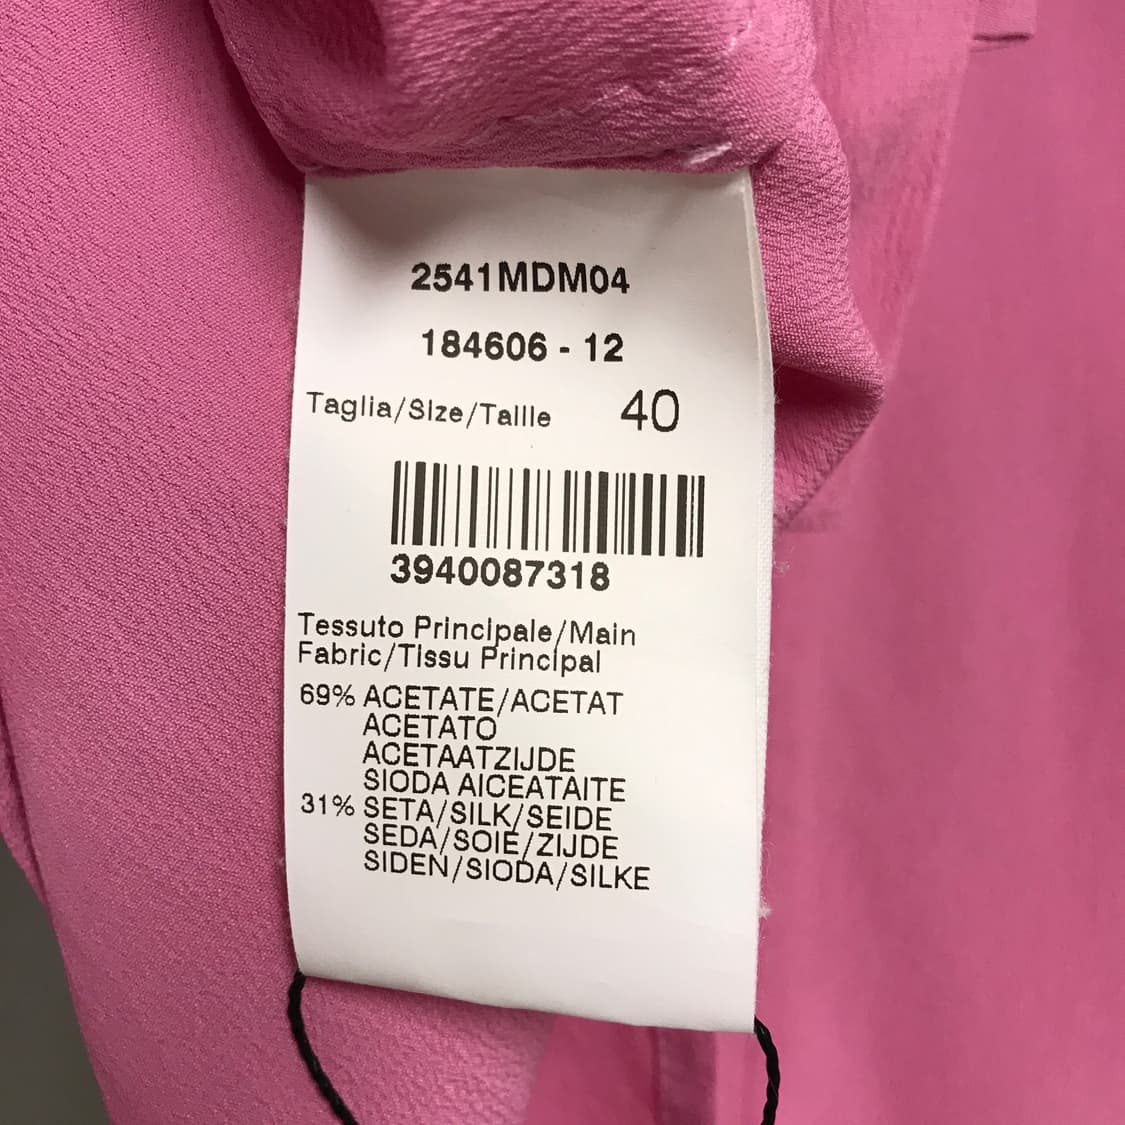 2541MDM04
184606 - 12
Taglia/SIze/TaIlle 40
3940087318
Tessuto Principale/Main
Fabric/Tissu Principal
69% ACETATE/ACETAT
ACETATO
ACETAATZIJDE
SIODA AICEATAITE
31% SETA/SILK/SEIDE
SEDA/SOIE/ZIJDE
SIDEN/SIODA/SILKE